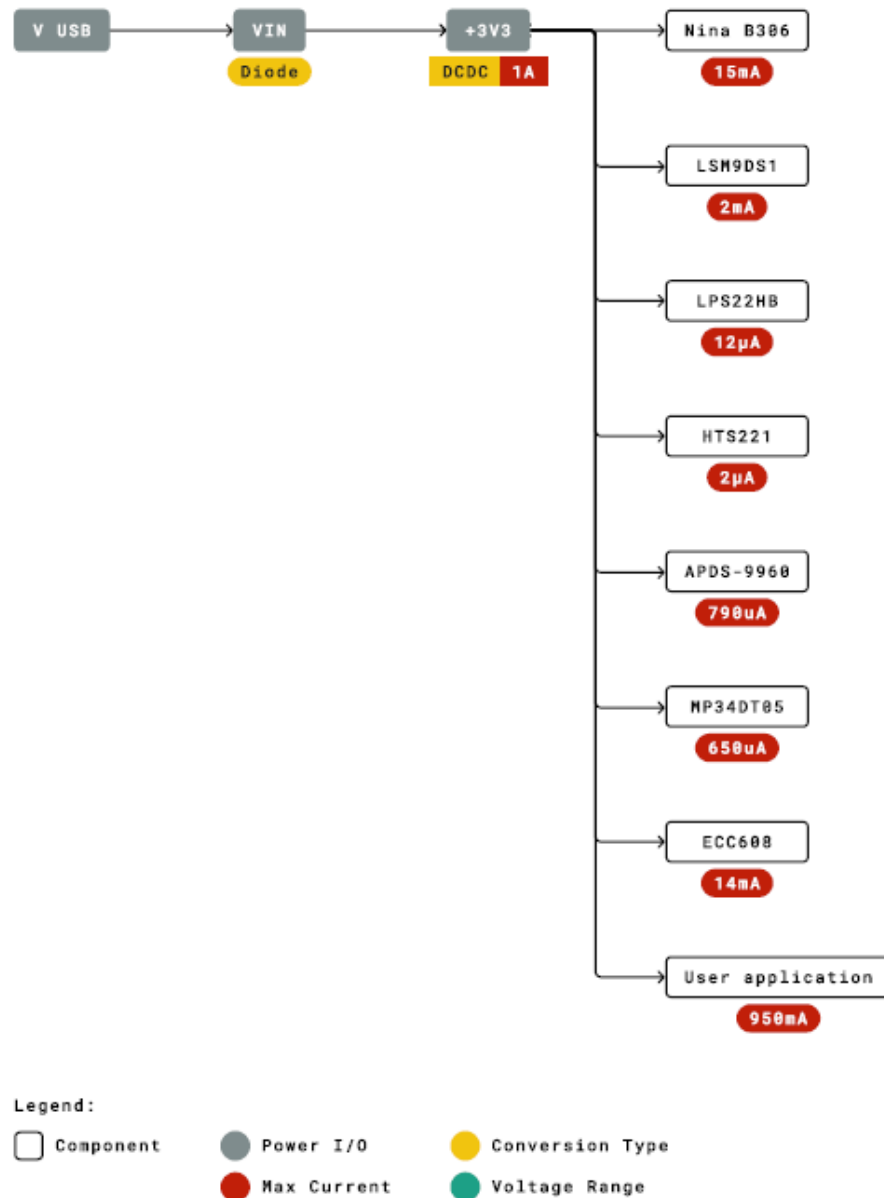 V USB
VIN
+3V3
Nina B306
Diode
DCDC 1A
15mA
LSM9DS1
2mA
LPS22HB
12µA
HTS221
2µA
APDS-9960
790uA
MP34DT05
650uA
ECC608
14mA
User application
950mA
Legend:
Component
Power I/O
Conversion Type
Max Current
Voltage Range